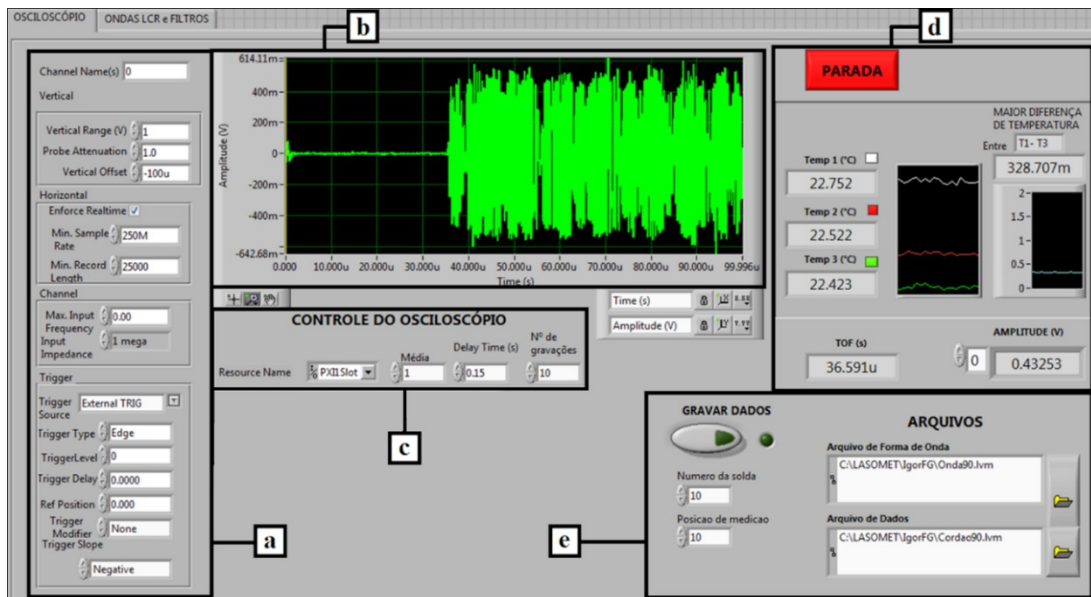 OSCILOSCÓPIO
ONDAS LCR e FILTROS
b
d
Channel Name(s) 0
Vertical
Vertical Range (V) 1
Probe Attenuation 1.0
Vertical Offset -100u
Horizontal
Enforce Realtime
Min. Sample Rate 250M
Min. Record Length 25000
Channel
Max. Input Frequency 0.00
Input Impedance 1 mega
Trigger
Trigger Source External TRIG
Trigger Type Edge
TriggerLevel 0
Trigger Delay 0.0000
Ref Position 0.000
Trigger Modifier None
Trigger Slope
Negative
a
614.11m
400m
200m
0
-200m
-400m
-642.68m
Amplitude (V)
0.000 10.000u 20.000u 30.000u 40.000u 50.000u 60.000u 70.000u 80.000u 90.000u 99.996u
Time (s)
Time (s)
Amplitude (V)
CONTROLE DO OSCILOSCÓPIO
Resource Name PXI1Slot
Média 1
Delay Time (s) 0.15
Nº de gravações 10
c
PARADA
MAIOR DIFERENÇA
DE TEMPERATURA
Entre T1- T3
328.707m
Temp 1 (°C)
22.752
Temp 2 (°C)
22.522
Temp 3 (°C)
22.423
2
1.5
1
0.5
0
TOF (s)
36.591u
AMPLITUDE (V)
0 0.43253
e
GRAVAR DADOS
Numero da solda
10
Posicao de medicao
10
ARQUIVOS
Arquivo de Forma de Onda
C:\LASOMET\IgorFG\Onda90.lvm
Arquivo de Dados
C:\LASOMET\IgorFG\Cordao90.lvm